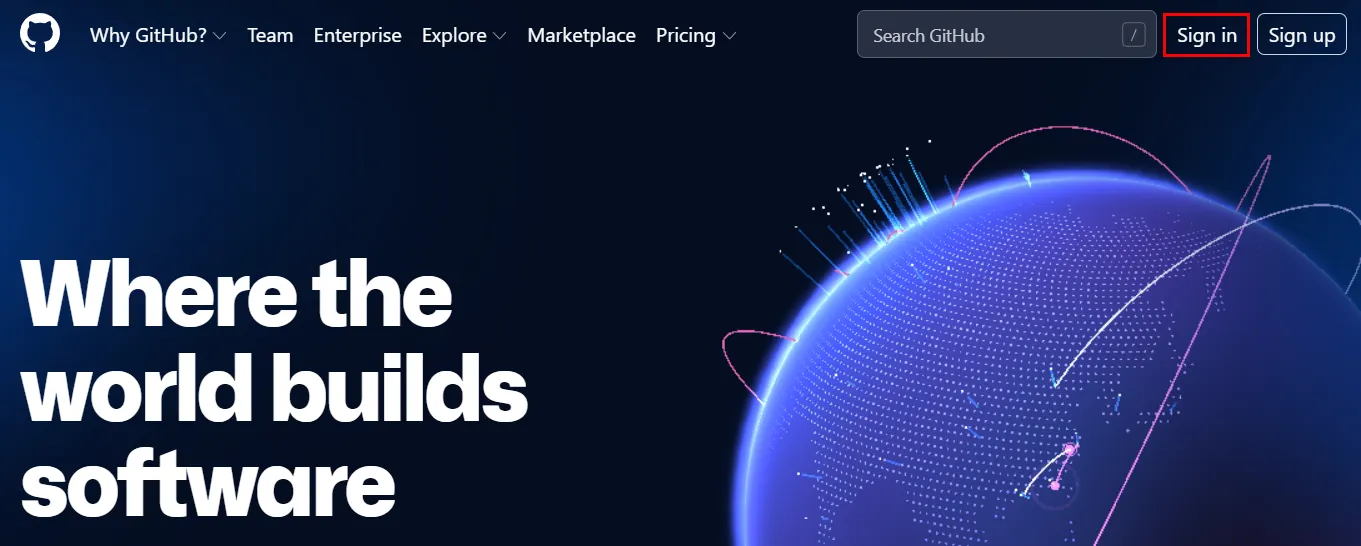 Why GitHub? Team Enterprise Explore Marketplace Pricing Search GitHub / Sign in Sign up
Where the
world builds
software